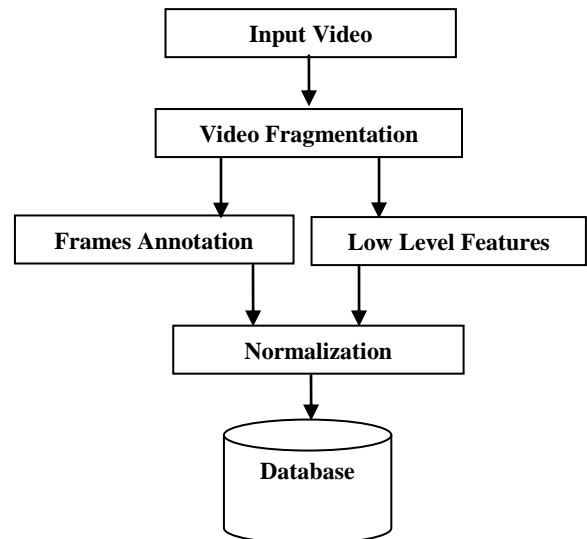 Input Video
Video Fragmentation
Frames Annotation
Low Level Features
Normalization
Database